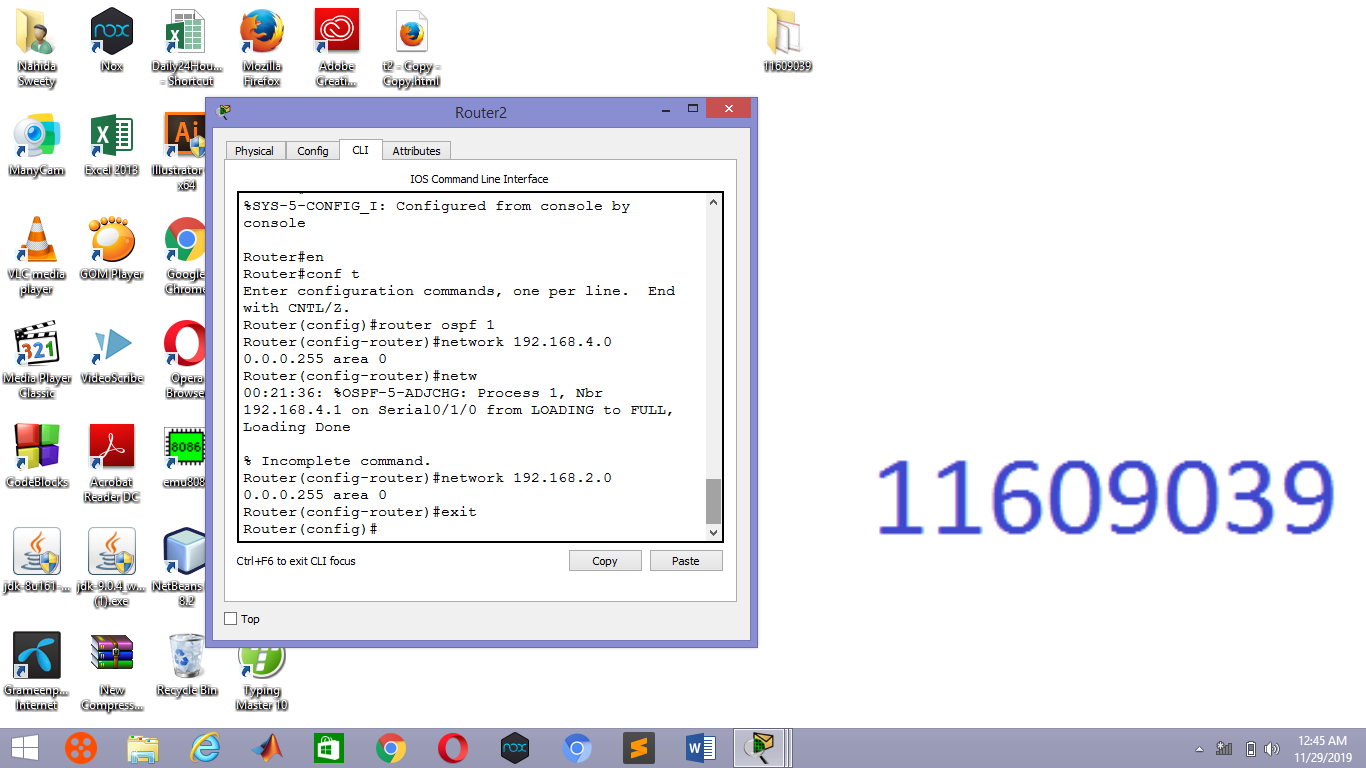 Nahida
Sweety
Nox
Daily24Hou...
- Shortcut
Mozilla
Firefox
Adobe
Creati...
t2 - Copy -
Copy.html
11609039
ManyCam
Excel 2013
Illustrator
x64
VLC media
player
GOM Player
Google
Chrome
Media Player
Classic
VideoScribe
Opera
Browser
CodeBlocks
Acrobat
Reader DC
8086
emu808
jdk-8u161-...
jdk-9.0.4_w...
(1).exe
NetBeans
8.2
Grameenp...
Internet
New
Compress...
Recycle Bin
Typing
Master 10
Router2
Physical
Config
CLI
Attributes
IOS Command Line Interface
%SYS-5-CONFIG_I: Configured from console by
console
Router#en
Router#conf t
Enter configuration commands, one per line. End
with CNTL/Z.
Router(config)#router ospf 1
Router(config-router)#network 192.168.4.0
0.0.0.255 area 0
Router(config-router)#netw
00:21:36: %OSPF-5-ADJCHG: Process 1, Nbr
192.168.4.1 on Serial0/1/0 from LOADING to FULL,
Loading Done
% Incomplete command.
Router(config-router)#network 192.168.2.0
0.0.0.255 area 0
Router(config-router)#exit
Router(config)#
Ctrl+F6 to exit CLI focus
Copy
Paste
Top
11609039
12:45 AM
11/29/2019